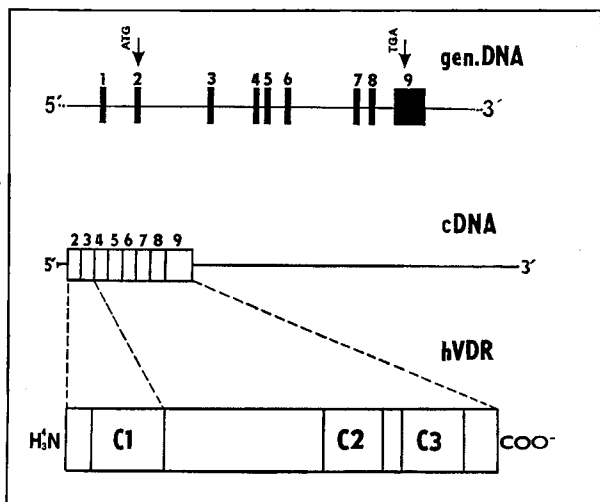 ATG
TGA
gen.DNA
1 2 3 4 5 6 7 8 9
5´ 3´
cDNA
2 3 4 5 6 7 8 9
5' 3´
hVDR
H₃⁺N C1 C2 C3 COO⁻